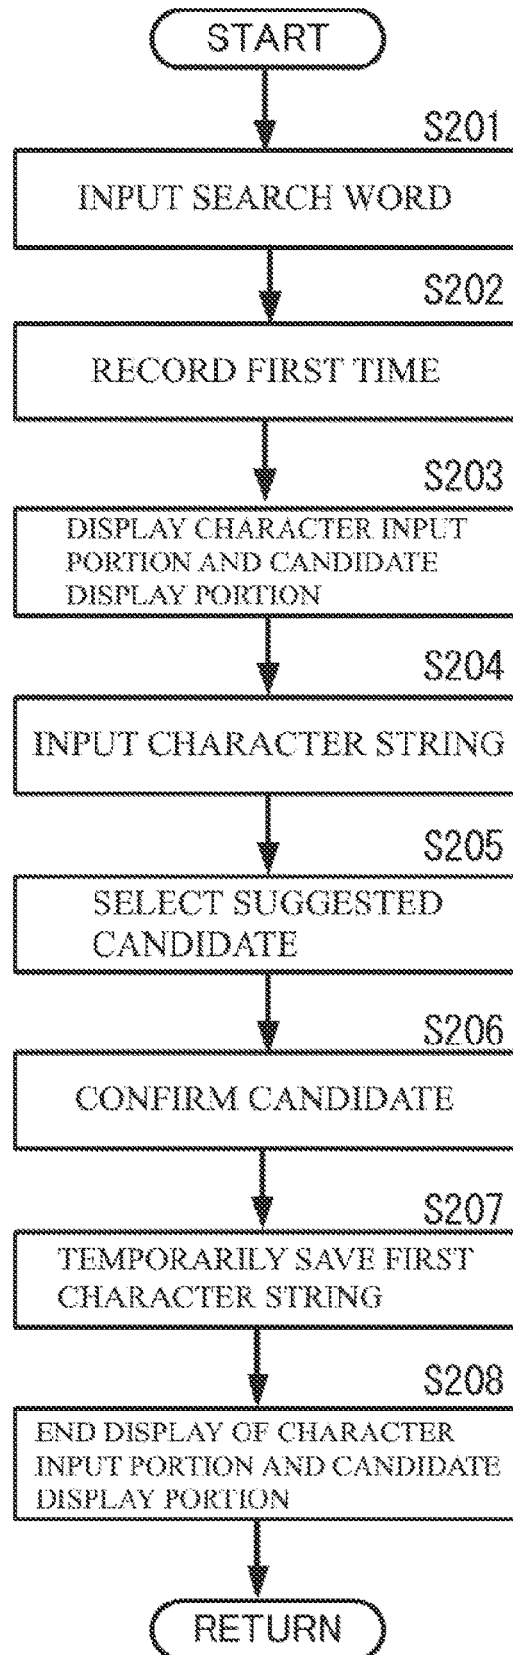 START
S201
INPUT SEARCH WORD
S202
RECORD FIRST TIME
S203
DISPLAY CHARACTER INPUT
PORTION AND CANDIDATE
DISPLAY PORTION
S204
INPUT CHARACTER STRING
S205
SELECT SUGGESTED
CANDIDATE
S206
CONFIRM CANDIDATE
S207
TEMPORARILY SAVE FIRST
CHARACTER STRING
S208
END DISPLAY OF CHARACTER
INPUT PORTION AND CANDIDATE
DISPLAY PORTION
RETURN